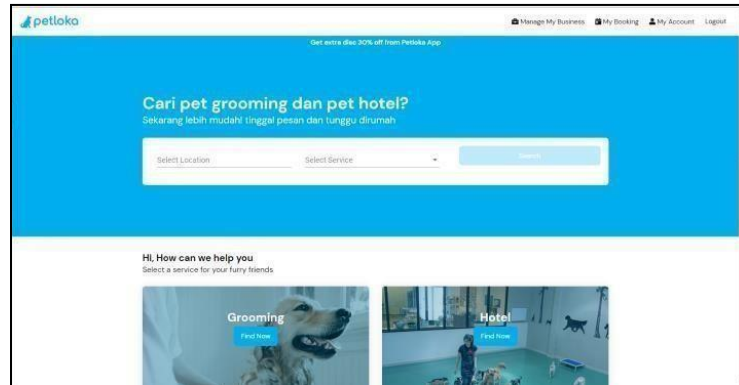 petloka
Manage My Business My Booking My Account Logout
Get extra disc 30% off from Petloka App
Cari pet grooming dan pet hotel?
Sekarang lebih mudah! tinggal pesan dan tunggu dirumah
Select Location Select Service Search
Hi, How can we help you
Select a service for your furry friends
Grooming Hotel
Find Now Find Now